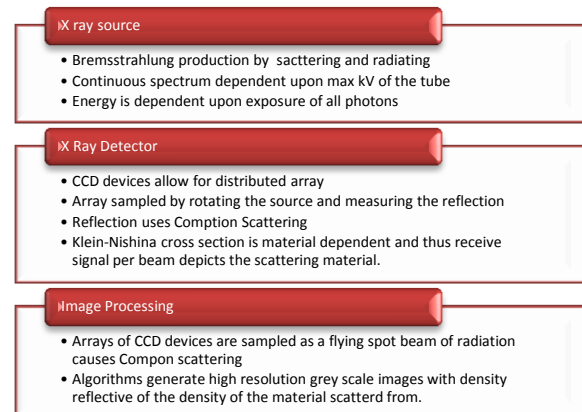 X ray source
• Bremsstrahlung production by sacttering and radiating
• Continuous spectrum dependent upon max kV of the tube
• Energy is dependent upon exposure of all photons
X Ray Detector
• CCD devices allow for distributed array
• Array sampled by rotating the source and measuring the reflection
• Reflection uses Comption Scattering
• Klein-Nishina cross section is material dependent and thus receive
signal per beam depicts the scattering material.
Image Processing
• Arrays of CCD devices are sampled as a flying spot beam of radiation
causes Compon scattering
• Algorithms generate high resolution grey scale images with density
reflective of the density of the material scatterd from.